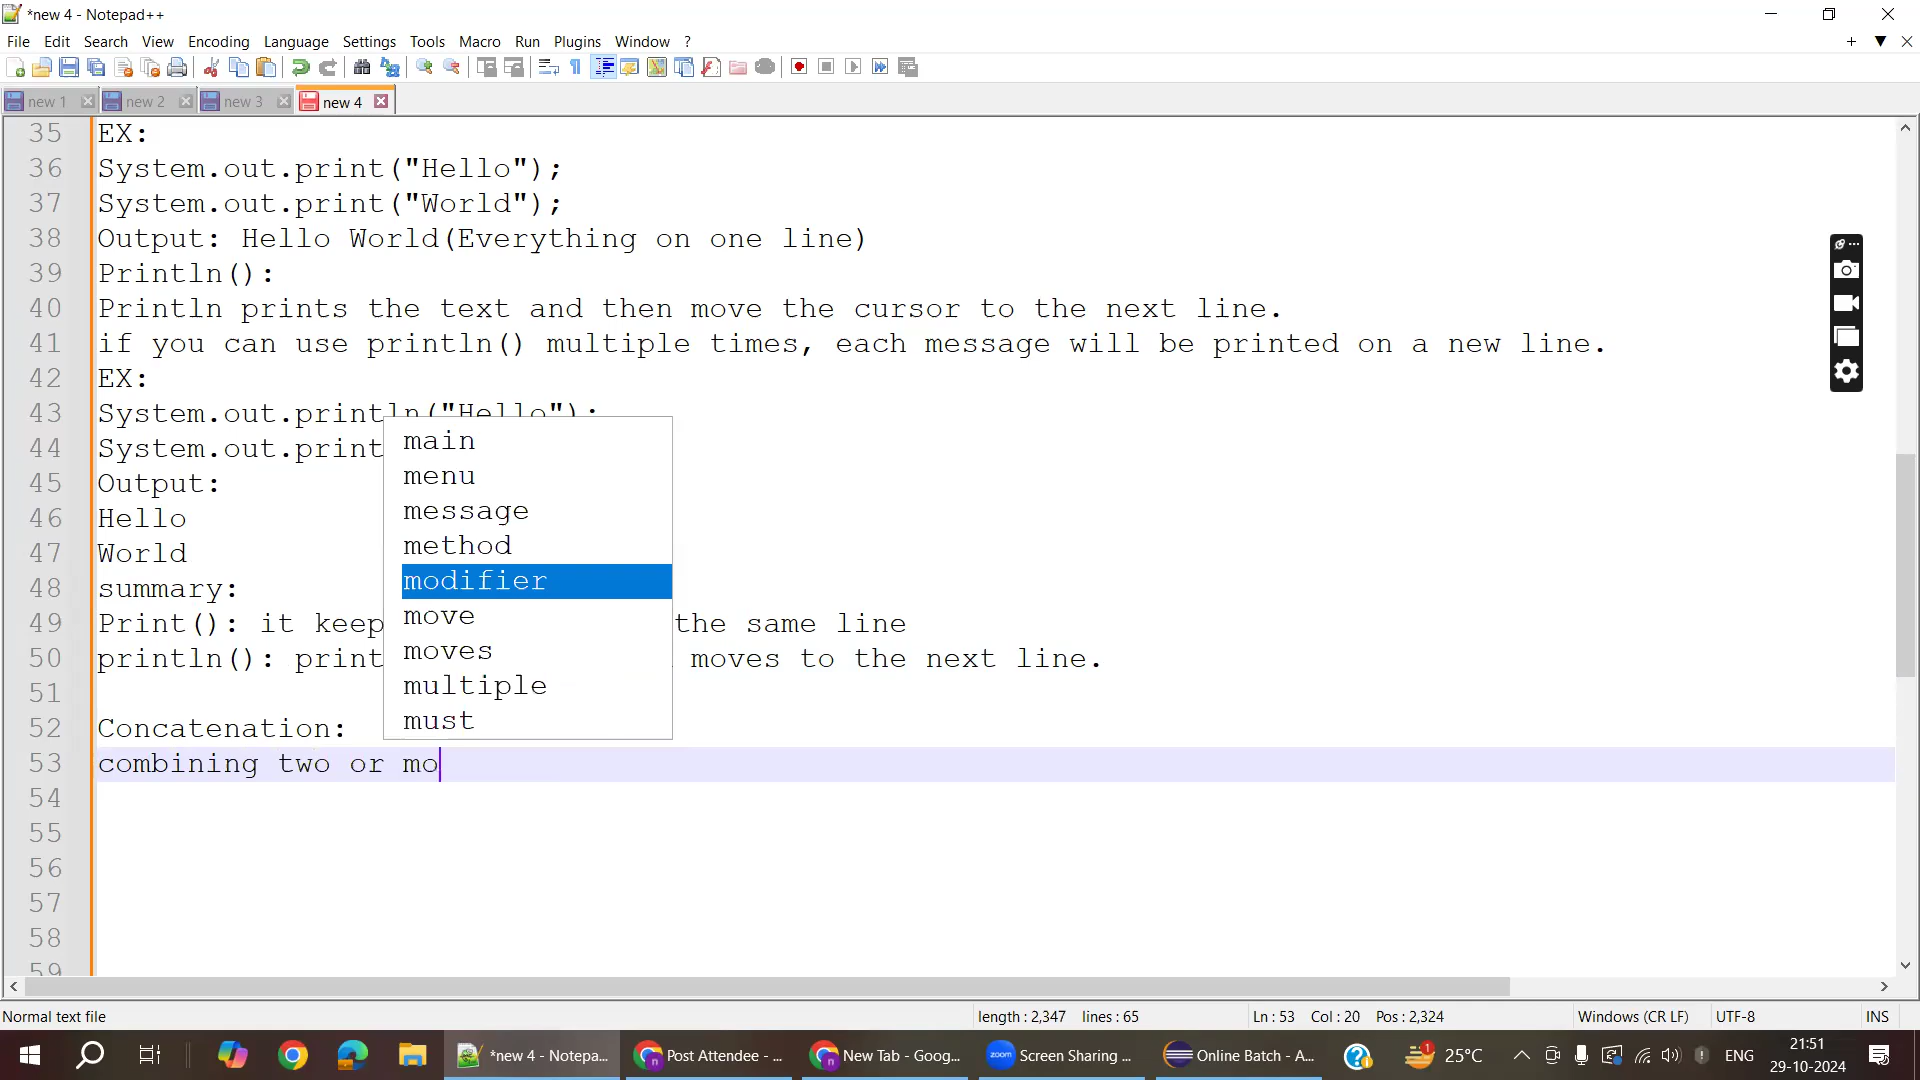 *new 4 - Notepad++
File Edit Search View Encoding Language Settings Tools Macro Run Plugins Window ?
new 1 new 2 new 3 new 4
35 EX:
36 System.out.print("Hello");
37 System.out.print("World");
38 Output: Hello World(Everything on one line)
39 Println():
40 Println prints the text and then move the cursor to the next line.
41 if you can use println() multiple times, each message will be printed on a new line.
42 EX:
43 System.out.println("Hello");
44 System.out.print
45 Output:
46 Hello
47 World
48 summary:
49 Print(): it keep the same line
50 println(): print moves to the next line.
51
52 Concatenation:
53 combining two or mo
54
55
56
57
58
59
main
menu
message
method
modifier
move
moves
multiple
must
Normal text file length : 2,347 lines : 65 Ln : 53 Col : 20 Pos : 2,324 Windows (CR LF) UTF-8 INS
*new 4 - Notepa... Post Attendee - ... New Tab - Goog... zoom Screen Sharing ... Online Batch - A... 1 25°C ENG 21:51
29-10-2024